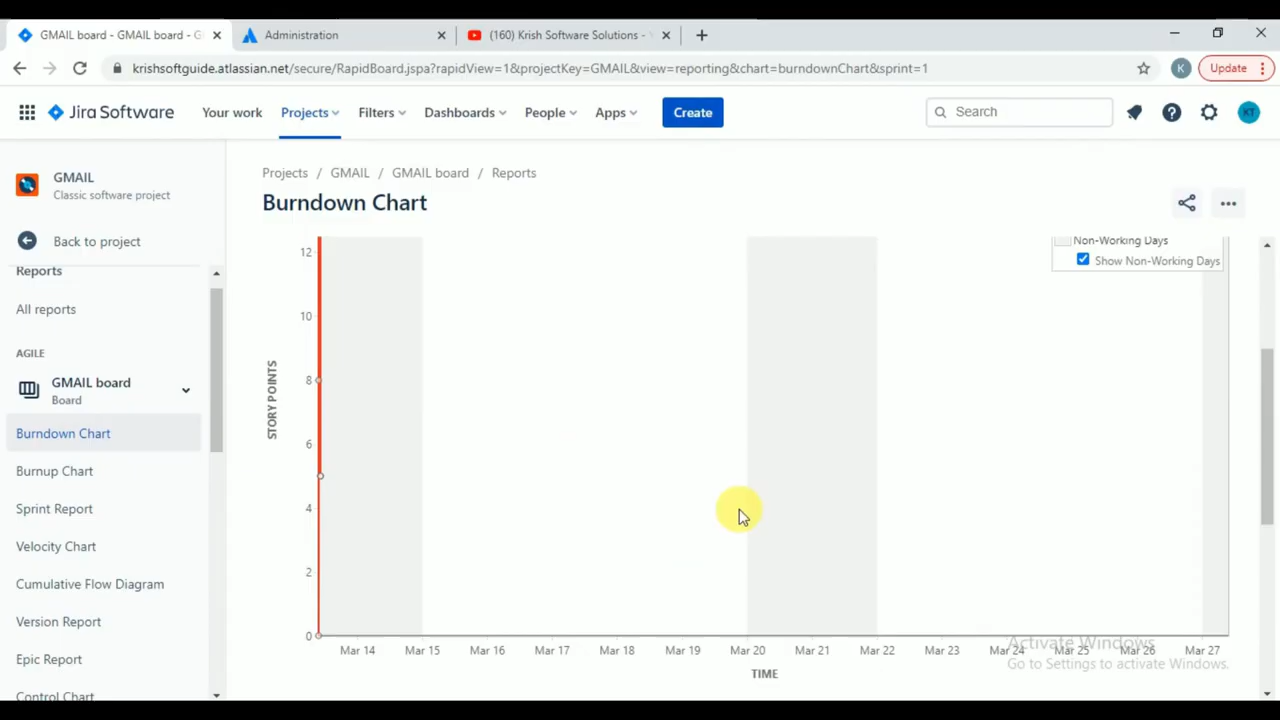 GMAIL board - GMAIL board - G
Administration
(160) Krish Software Solutions -
krishsoftguide.atlassian.net/secure/RapidBoard.jspa?rapidView=1&projectKey=GMAIL&view=reporting&chart=burndownChart&sprint=1
K
Update
Jira Software
Your work
Projects
Filters
Dashboards
People
Apps
Create
Search
KT
GMAIL
Classic software project
Back to project
Reports
All reports
AGILE
GMAIL board
Board
Burndown Chart
Burnup Chart
Sprint Report
Velocity Chart
Cumulative Flow Diagram
Version Report
Epic Report
Control Chart
Projects / GMAIL / GMAIL board / Reports
Burndown Chart
Non-Working Days
Show Non-Working Days
STORY POINTS
12
10
8
6
4
2
0
Mar 14 Mar 15 Mar 16 Mar 17 Mar 18 Mar 19 Mar 20 Mar 21 Mar 22 Mar 23 Mar 24 Mar 25 Mar 26 Mar 27
TIME
Activate Windows
Go to Settings to activate Windows.